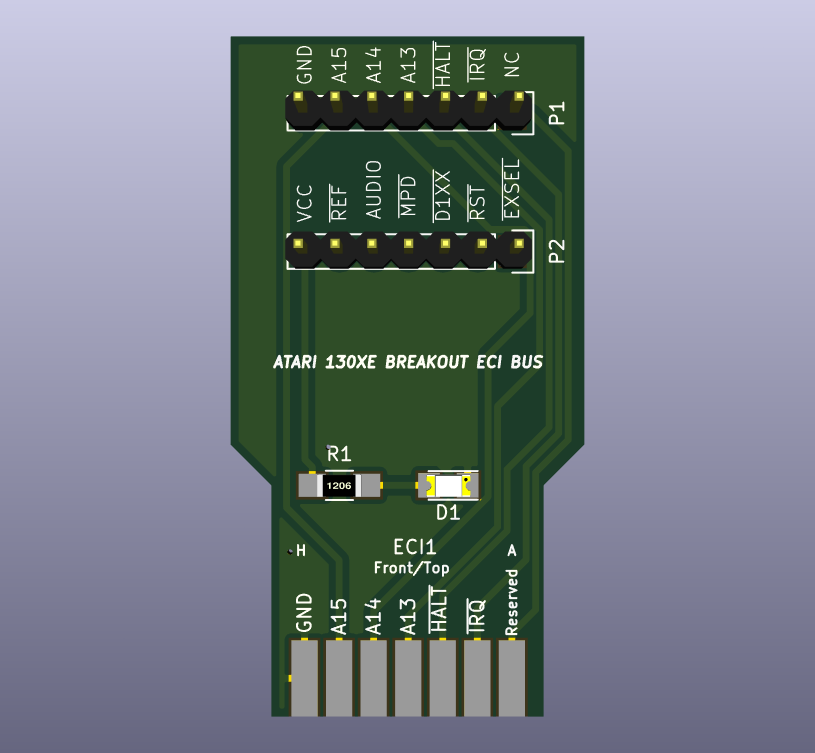 GND A15 A14 A13 HALT IRQ NC
P1
VCC REF AUDIO MPD D1XX RST EXSEL
P2
ATARI 130XE BREAKOUT ECI BUS
R1
1206
D1
H ECI1 A
Front/Top
GND A15 A14 A13 HALT IRQ Reserved